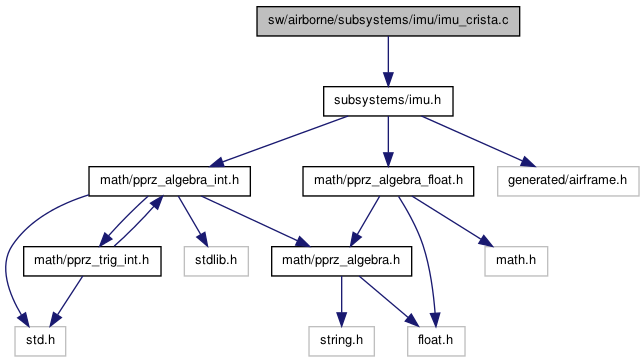 sw/airborne/subsystems/imu/imu_crista.c
subsystems/imu.h
math/pprz_algebra_int.h
math/pprz_algebra_float.h
generated/airframe.h
math/pprz_trig_int.h
stdlib.h
math/pprz_algebra.h
math.h
std.h
string.h
float.h